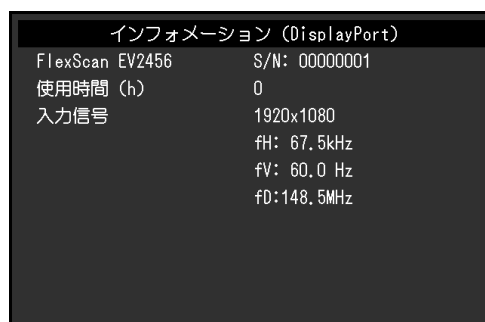 インフォメーション (DisplayPort)
FlexScan EV2456 S/N: 00000001
使用時間 (h) 0
入力信号 1920x1080
fH: 67.5kHz
fV: 60.0 Hz
fD:148.5MHz